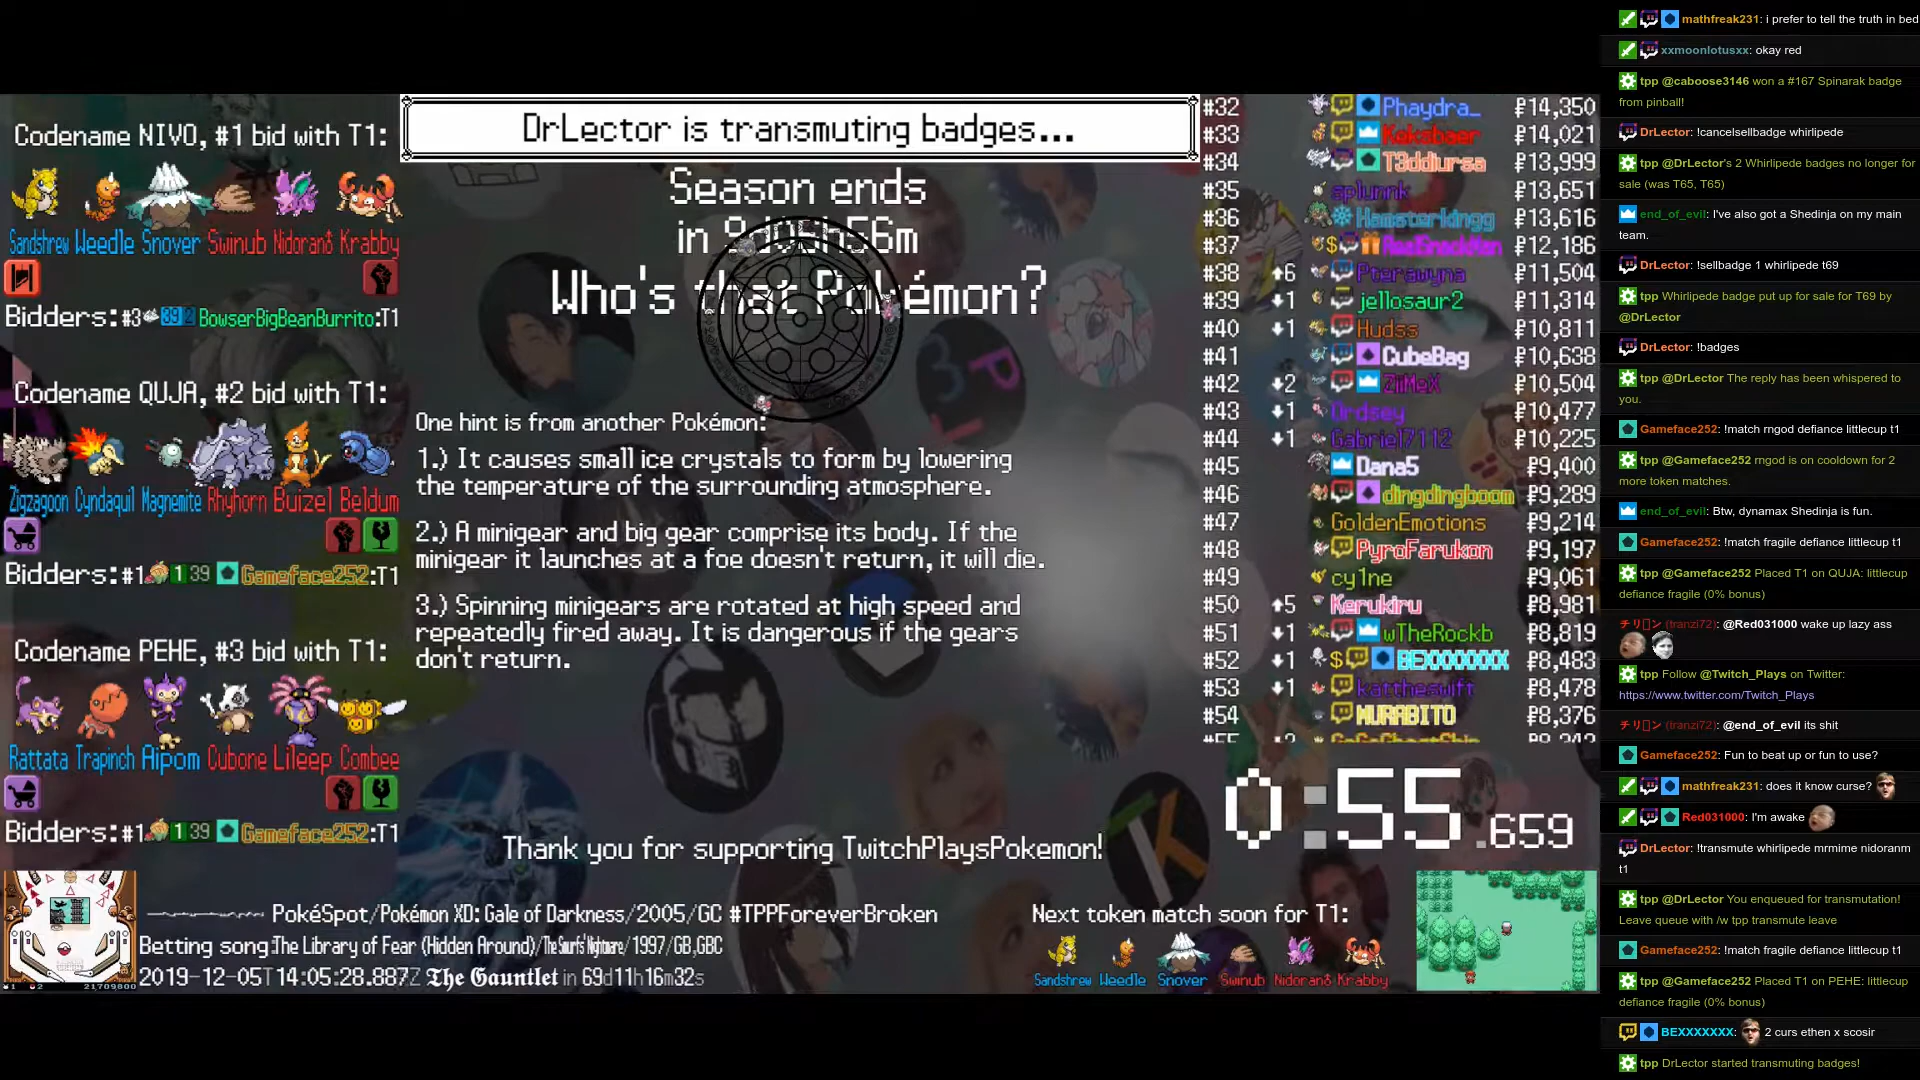 Codename NIVO, #1 bid with T1:
Sandshrew Weedle Snover Swinub Nidoran♂ Krabby
Bidders:#3 39 2 BowserBigBeanBurrito:T1
Codename QUJA, #2 bid with T1:
Zigzagoon Cyndaquil Magnemite Rhyhorn Buizel Beldum
Bidders:#1 1 39 Gameface252:T1
Codename PEHE, #3 bid with T1:
Rattata Trapinch Aipom Cubone Lileep Combee
Bidders:#1 1 39 Gameface252:T1
DrLector is transmuting badges...
Season ends
in 9d 56m
Who's that Pokémon?
One hint is from another Pokémon:
1.) It causes small ice crystals to form by lowering
the temperature of the surrounding atmosphere.
2.) A minigear and big gear comprise its body. If the
minigear it launches at a foe doesn't return, it will die.
3.) Spinning minigears are rotated at high speed and
repeatedly fired away. It is dangerous if the gears
don't return.
Thank you for supporting TwitchPlaysPokemon!
#32 Phaydra_ ₽14,350
#33 Keksbaer ₽14,021
#34 T3ddiursa ₽13,999
#35 splunnk ₽13,651
#36 Hamsterkingg ₽13,616
#37 ₽12,186
#38 6 Pterawyna ₽11,504
#39 1 jellosaur2 ₽11,314
#40 1 Hudss ₽10,811
#41 CubeBag ₽10,638
#42 2 ZiMeX ₽10,504
#43 1 Ordsey ₽10,477
#44 1 Gabriel7112 ₽10,225
#45 Dana5 ₽9,400
#46 dingdingboom ₽9,289
#47 GoldenEmotions ₽9,214
#48 PyroFarukon ₽9,197
#49 cy1ne ₽9,061
#50 5 Kerukiru ₽8,981
#51 1 wTheRockb ₽8,819
#52 1 $ BEXXXXXXX ₽8,483
#53 1 kattheswift ₽8,478
#54 MURABITO ₽8,376
0:55.659
PokéSpot/Pokémon XD: Gale of Darkness/2005/GC #TPPForeverBroken
Betting song: The Library of Fear (Hidden Around)/The Smurfs' Nightmare/1997/GB,GBC
2019-12-05T14:05:28.887Z The Gauntlet in 69d11h16m32s
Next token match soon for T1:
Sandshrew Weedle Snover Swinub Nidoran♂ Krabby
mathfreak231: i prefer to tell the truth in bed
xxmoonlotusxx: okay red
tpp @caboose3146 won a #167 Spinarak badge
from pinball!
DrLector: !cancelsellbadge whirlipede
tpp @DrLector's 2 Whirlipede badges no longer for
sale (was T65, T65)
end_of_evil: I've also got a Shedinja on my main
team.
DrLector: !sellbadge 1 whirlipede t69
tpp Whirlipede badge put up for sale for T69 by
@DrLector
DrLector: !badges
tpp @DrLector The reply has been whispered to
you.
Gameface252: !match rngod defiance littlecup t1
tpp @Gameface252 rngod is on cooldown for 2
more token matches.
end_of_evil: Btw, dynamax Shedinja is fun.
Gameface252: !match fragile defiance littlecup t1
tpp @Gameface252 Placed T1 on QUJA: littlecup
defiance fragile (0% bonus)
(tranzi72): @Red031000 wake up lazy ass
tpp Follow @Twitch_Plays on Twitter:
https://www.twitter.com/Twitch_Plays
(tranzi72): @end_of_evil its shit
Gameface252: Fun to beat up or fun to use?
mathfreak231: does it know curse?
Red031000: I'm awake
DrLector: !transmute whirlipede mrmime nidoranm
t1
tpp @DrLector You enqueued for transmutation!
Leave queue with /w tpp transmute leave
Gameface252: !match fragile defiance littlecup t1
tpp @Gameface252 Placed T1 on PEHE: littlecup
defiance fragile (0% bonus)
BEXXXXXXX: 2 curs ethen x scosir
tpp DrLector started transmuting badges!